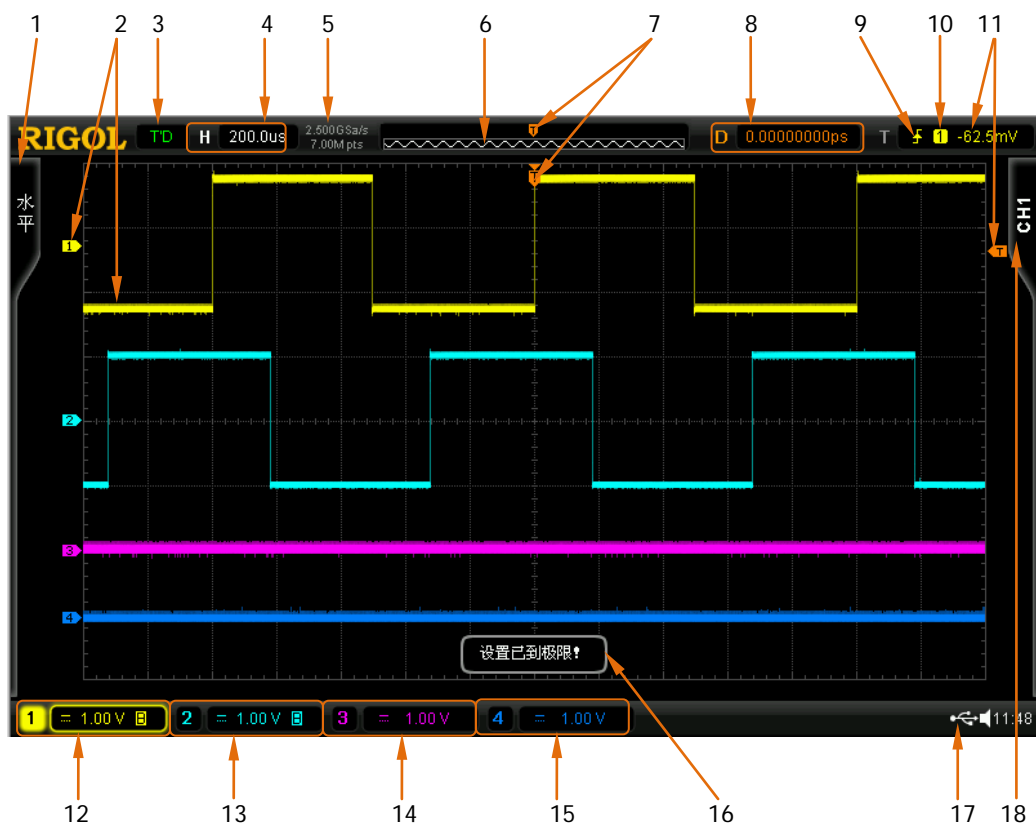 1 2 3 4 5 6 7 8 9 10 11
RIGOL T'D H 200.0us 2.500GSa/s D 0.00000000ps T 1 -62.5mV
7.00M pts
T
T
水平
CH1
1
T
2
3
4
设置已到极限!
1 1.00 V B 2 1.00 V B 3 1.00 V 4 1.00 V 11:48
12 13 14 15 16 17 18